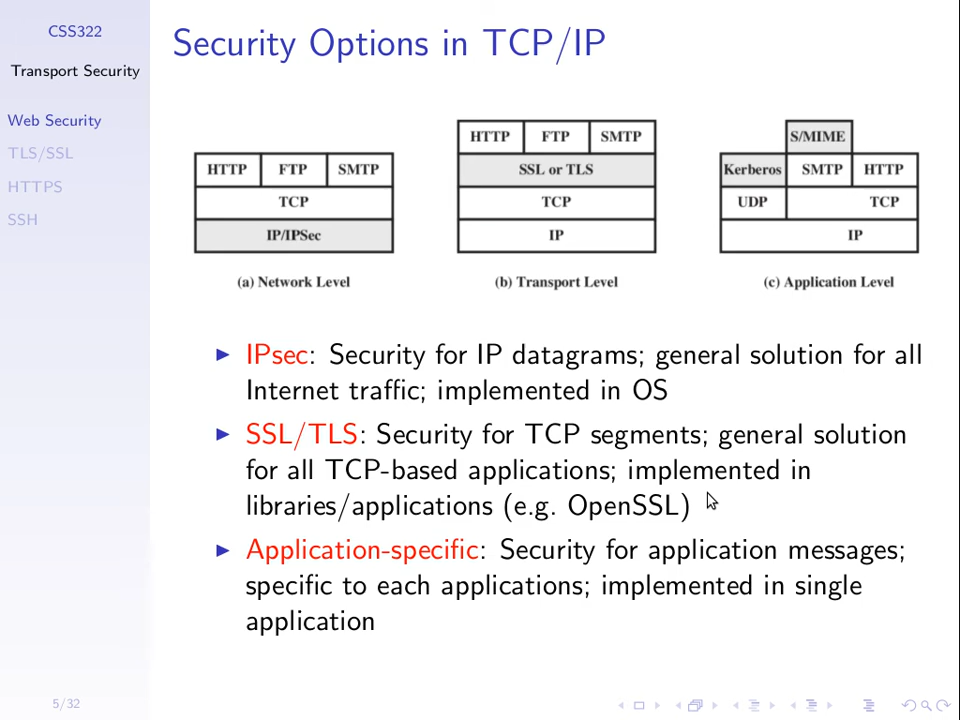 CSS322
Transport Security
Web Security
TLS/SSL
HTTPS
SSH
5/32
Security Options in TCP/IP
HTTP FTP SMTP
TCP
IP/IPSec
(a) Network Level
HTTP FTP SMTP
SSL or TLS
TCP
IP
(b) Transport Level
S/MIME
Kerberos SMTP HTTP
UDP TCP
IP
(c) Application Level
IPsec: Security for IP datagrams; general solution for all
Internet traffic; implemented in OS
SSL/TLS: Security for TCP segments; general solution
for all TCP-based applications; implemented in
libraries/applications (e.g. OpenSSL)
Application-specific: Security for application messages;
specific to each applications; implemented in single
application